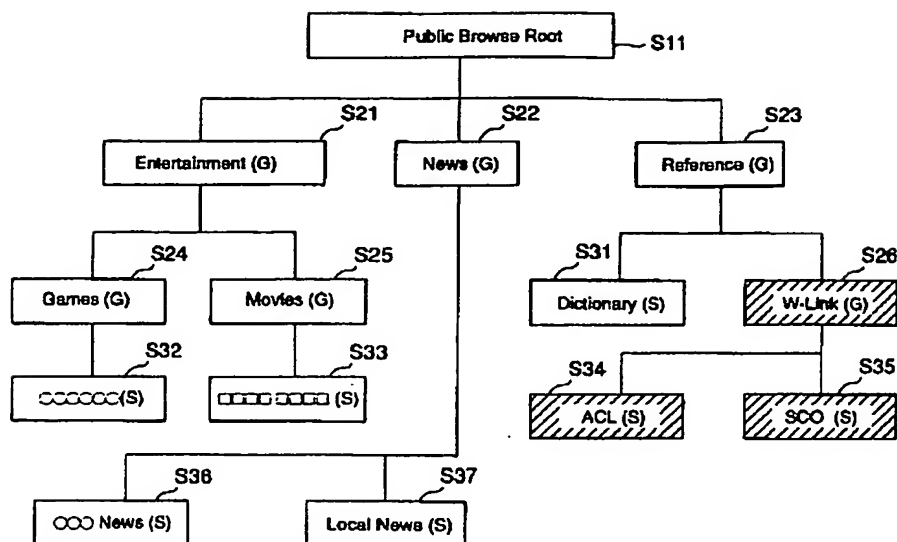 Public Browse Root
S11
S21
S22
S23
Entertainment (G)
News (G)
Reference (G)
S24
S25
S31
S26
Games (G)
Movies (G)
Dictionary (S)
W-Link (G)
S32
S33
S34
S35
○○○○○○(S)
□□□□ □□□□ (S)
ACL (S)
SCO (S)
S36
S37
○○○ News (S)
Local News (S)